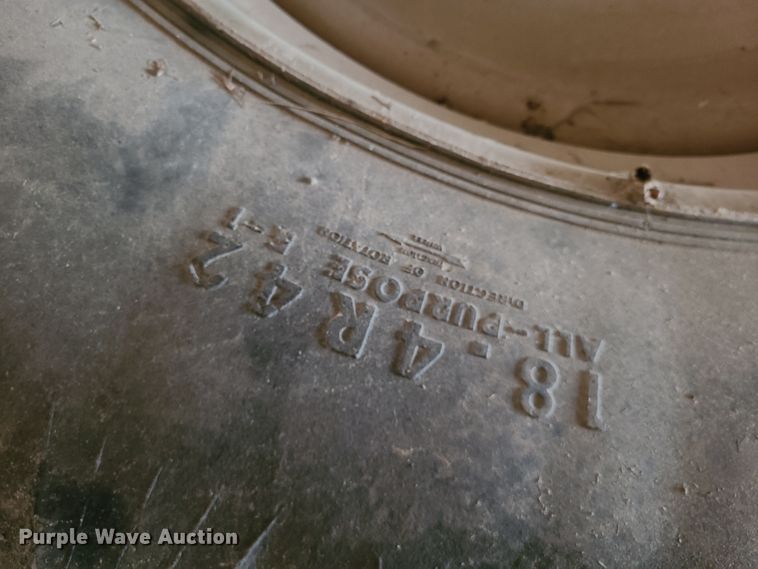 18.4R42
ALL-PURPOSE R-1
DIRECTION OF ROTATION
Purple Wave Auction